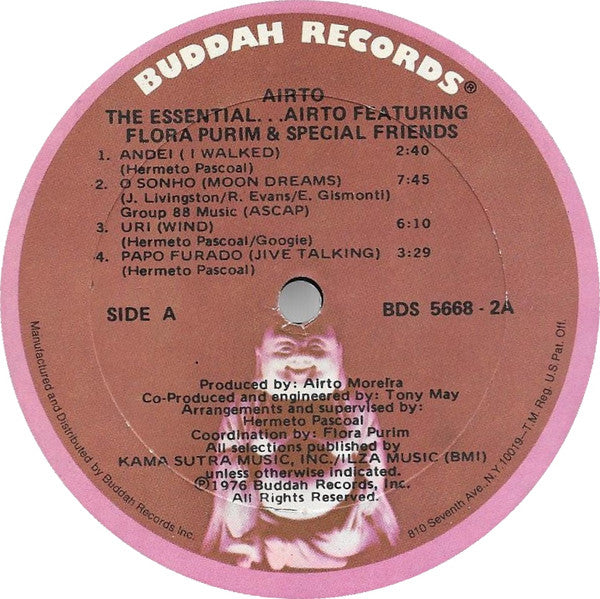 BUDDAH RECORDS®
AIRTO
THE ESSENTIAL...AIRTO FEATURING
FLORA PURIM & SPECIAL FRIENDS
1. ANDEI ( I WALKED) 2:40
(Hermeto Pascoal)
2. O SONHO (MOON DREAMS) 7:45
(J. Livingston/R. Evans/E. Gismonti)
Group 88 Music (ASCAP)
3. URI (WIND) 6:10
(Hermeto Pascoal/Googie)
4. PAPO FURADO (JIVE TALKING) 3:29
(Hermeto Pascoal)
SIDE A
BDS 5668 - 2A
Produced by: Airto Moreira
Co-Produced and engineered by: Tony May
Arrangements and supervised by:
Hermeto Pascoal
Coordination by: Flora Purim
All selections published by
KAMA SUTRA MUSIC, INC./ILZA MUSIC (BMI)
unless otherwise indicated.
℗1976 Buddah Records, Inc.
All Rights Reserved.
Manufactured and Distributed by Buddah Records Inc.
810 Seventh Ave., N.Y. 10019–T.M. Reg. U.S. Pat. Off.